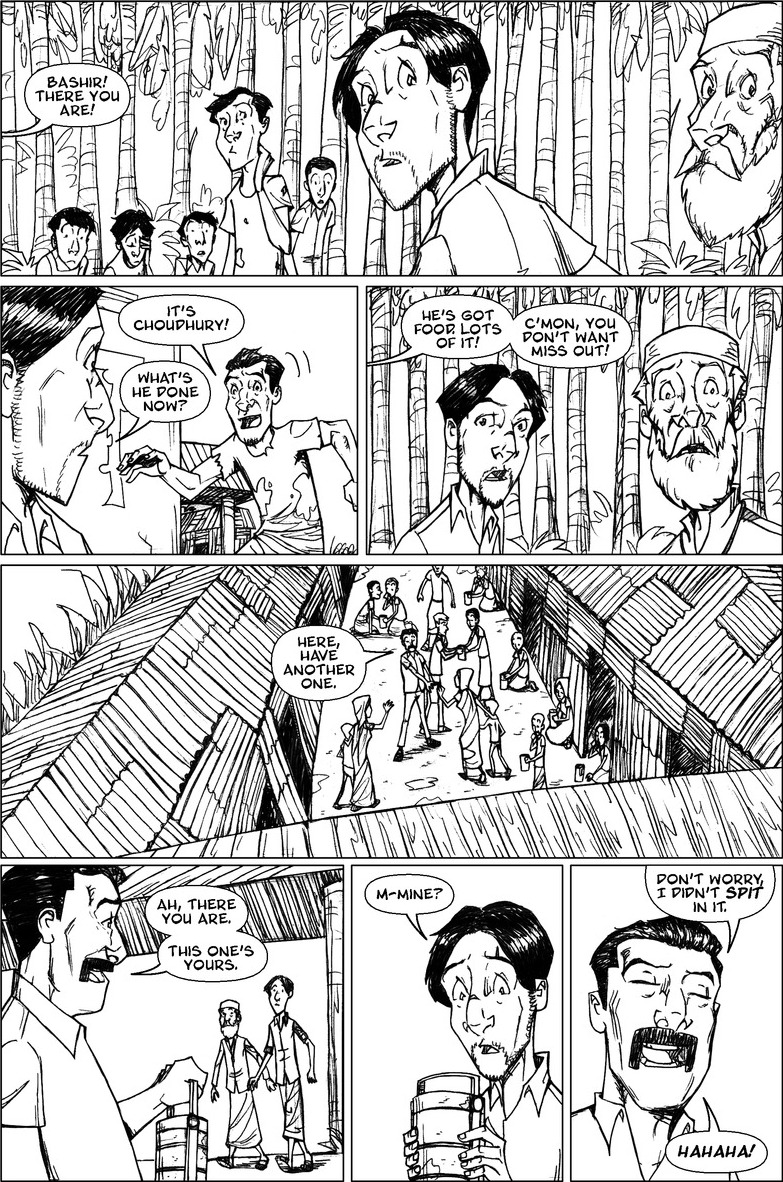 BASHIR!
THERE YOU
ARE!
IT'S
CHOUDHURY!
WHAT'S
HE DONE
NOW?
HE'S GOT
FOOD. LOTS
OF IT!
C'MON, YOU
DON'T WANT
MISS OUT!
HERE,
HAVE
ANOTHER
ONE.
AH, THERE
YOU ARE.
THIS ONE'S
YOURS.
M-MINE?
DON'T WORRY,
I DIDN'T SPIT
IN IT.
HAHAHA!